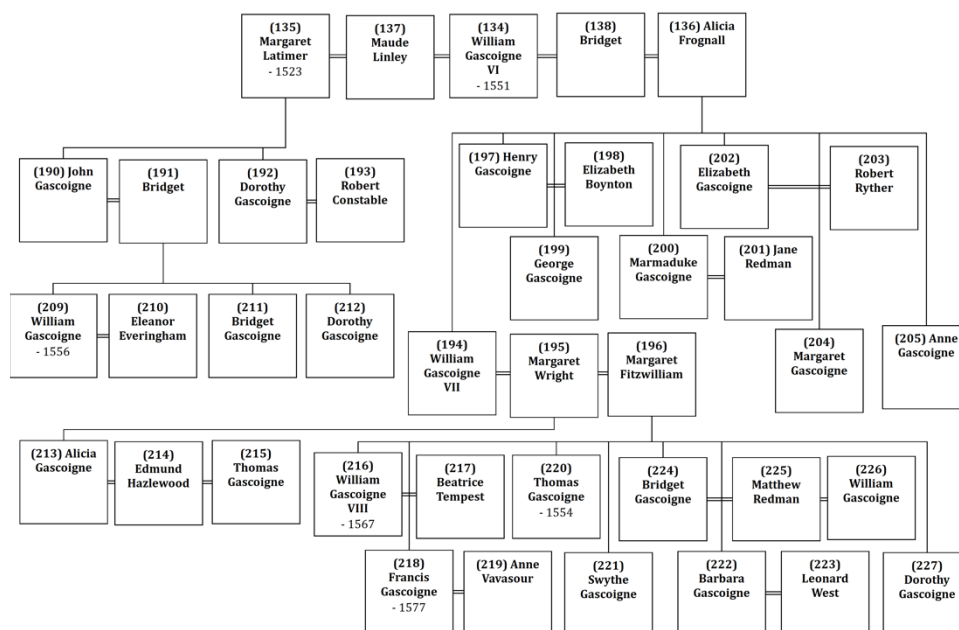 (135)
Margaret
Latimer
- 1523
(137)
Maude
Linley
(134)
William
Gascoigne
VI
- 1551
(138)
Bridget
(136) Alicia
Frognall
(190) John
Gascoigne
(191)
Bridget
(192)
Dorothy
Gascoigne
(193)
Robert
Constable
(197) Henry
Gascoigne
(198)
Elizabeth
Boynton
(202)
Elizabeth
Gascoigne
(203)
Robert
Ryther
(199)
George
Gascoigne
(200)
Marmaduke
Gascoigne
(201) Jane
Redman
(209)
William
Gascoigne
- 1556
(210)
Eleanor
Everingham
(211)
Bridget
Gascoigne
(212)
Dorothy
Gascoigne
(194)
William
Gascoigne
VII
(195)
Margaret
Wright
(196)
Margaret
Fitzwilliam
(204)
Margaret
Gascoigne
(205) Anne
Gascoigne
(213) Alicia
Gascoigne
(214)
Edmund
Hazlewood
(215)
Thomas
Gascoigne
(216)
William
Gascoigne
VIII
- 1567
(217)
Beatrice
Tempest
(220)
Thomas
Gascoigne
- 1554
(224)
Bridget
Gascoigne
(225)
Matthew
Redman
(226)
William
Gascoigne
(218)
Francis
Gascoigne
- 1577
(219) Anne
Vavasour
(221)
Swythe
Gascoigne
(222)
Barbara
Gascoigne
(223)
Leonard
West
(227)
Dorothy
Gascoigne